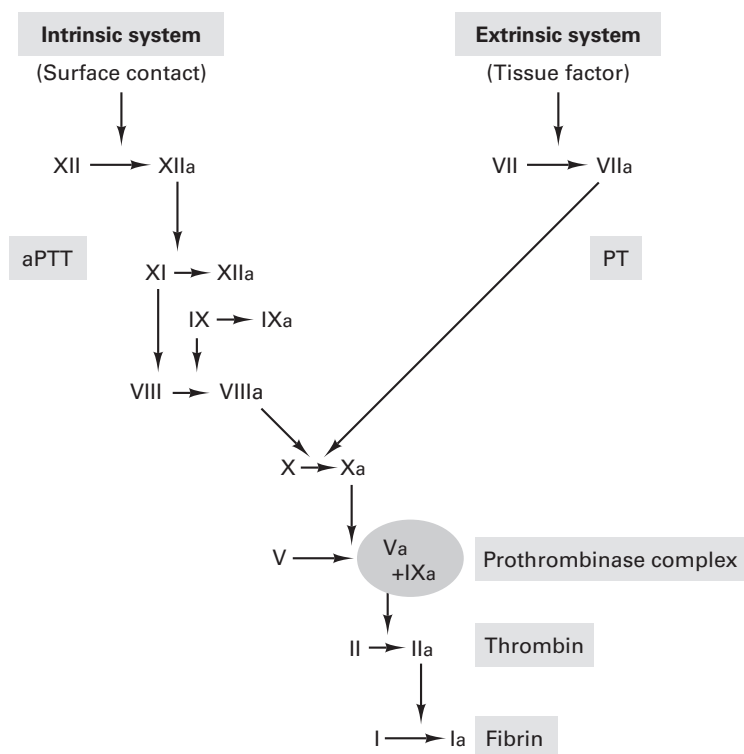 Intrinsic system
Extrinsic system
(Surface contact)
(Tissue factor)
XII
XIIa
VII
VIIa
aPTT
PT
XI
XIIa
IX
IXa
VIII
VIIIa
X
Xa
V
Va
+IXa
Prothrombinase complex
II
IIa
Thrombin
I
Ia
Fibrin